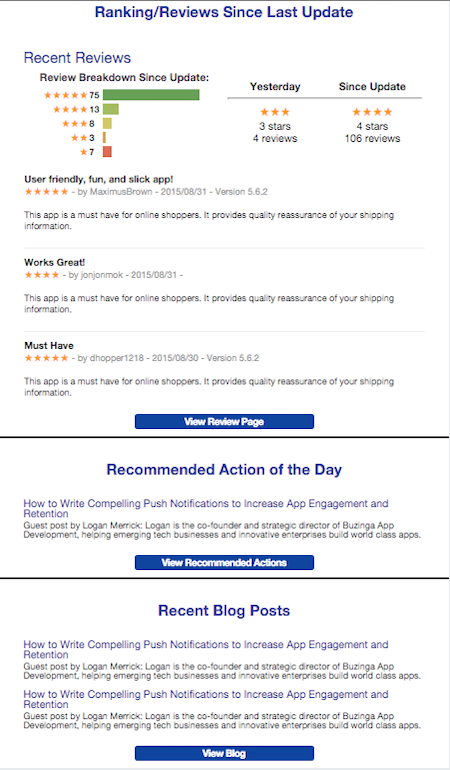 Ranking/Reviews Since Last Update
Recent Reviews
Review Breakdown Since Update:
★★★★★ 75
★★★★ 13
★★★ 8
★★ 3
★ 7
Yesterday Since Update
★★★ ★★★★
3 stars 4 stars
4 reviews 106 reviews
User friendly, fun, and slick app!
★★★★★ - by MaximusBrown - 2015/08/31 - Version 5.6.2
This app is a must have for online shoppers. It provides quality reassurance of your shipping
information.
Works Great!
★★★★ - by jonjonmok - 2015/08/31 -
This app is a must have for online shoppers. It provides quality reassurance of your shipping
information.
Must Have
★★★★★ - by dhopper1218 - 2015/08/30 - Version 5.6.2
This app is a must have for online shoppers. It provides quality reassurance of your shipping
information.
View Review Page
Recommended Action of the Day
How to Write Compelling Push Notifications to Increase App Engagement and
Retention
Guest post by Logan Merrick: Logan is the co-founder and strategic director of Buzinga App
Development, helping emerging tech businesses and innovative enterprises build world class apps.
View Recommended Actions
Recent Blog Posts
How to Write Compelling Push Notifications to Increase App Engagement and
Retention
Guest post by Logan Merrick: Logan is the co-founder and strategic director of Buzinga App
Development, helping emerging tech businesses and innovative enterprises build world class apps.
How to Write Compelling Push Notifications to Increase App Engagement and
Retention
Guest post by Logan Merrick: Logan is the co-founder and strategic director of Buzinga App
Development, helping emerging tech businesses and innovative enterprises build world class apps.
View Blog